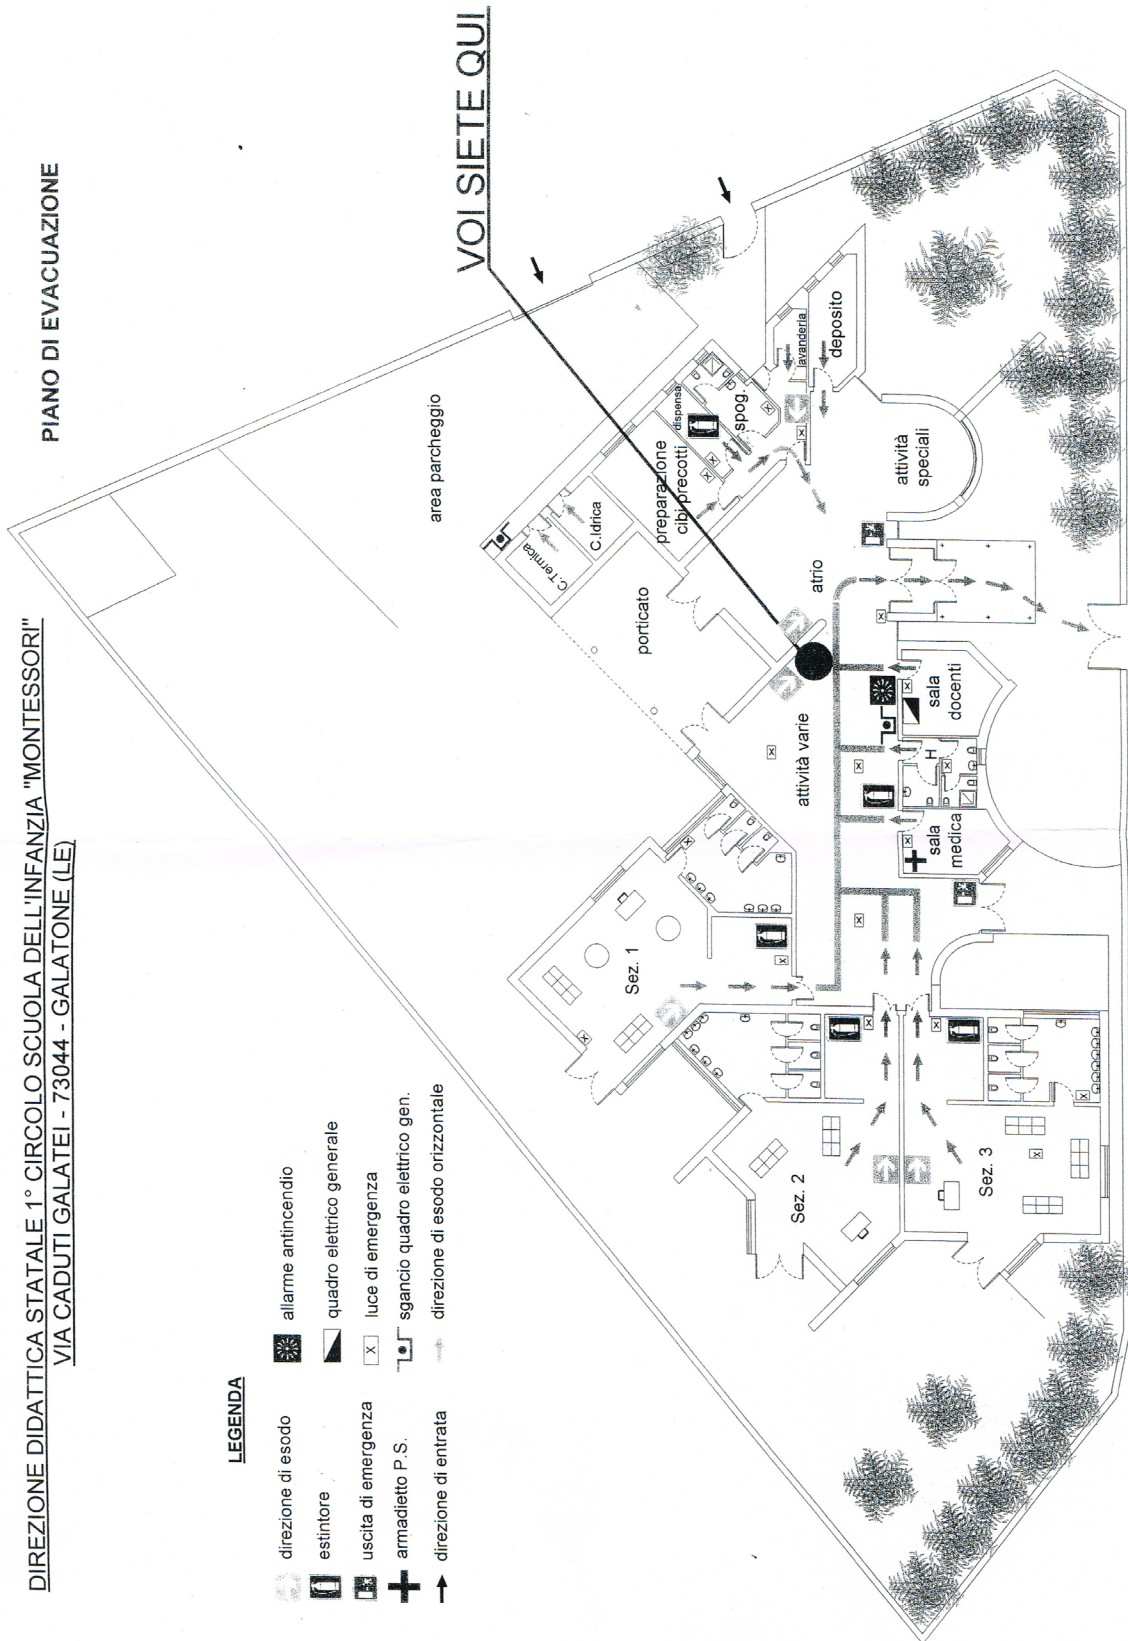 DIREZIONE DIDATTICA STATALE 1° CIRCOLO SCUOLA DELL'INFANZIA "MONTESSORI"
VIA CADUTI GALATEI - 73044 - GALATONE (LE)
PIANO DI EVACUAZIONE
LEGENDA
direzione di esodo
estintore
uscita di emergenza
armadietto P.S.
direzione di entrata
allarme antincendio
quadro elettrico generale
luce di emergenza
sgancio quadro elettrico gen.
direzione di esodo orizzontale
VOI SIETE QUI
area parcheggio
C.Termica
C.Idrica
porticato
preparazione
cibi precotti
dispensa
spog.
lavanderia
deposito
Sez. 1
attività varie
atrio
attività
speciali
sala
medica
H
sala
docenti
Sez. 2
Sez. 3